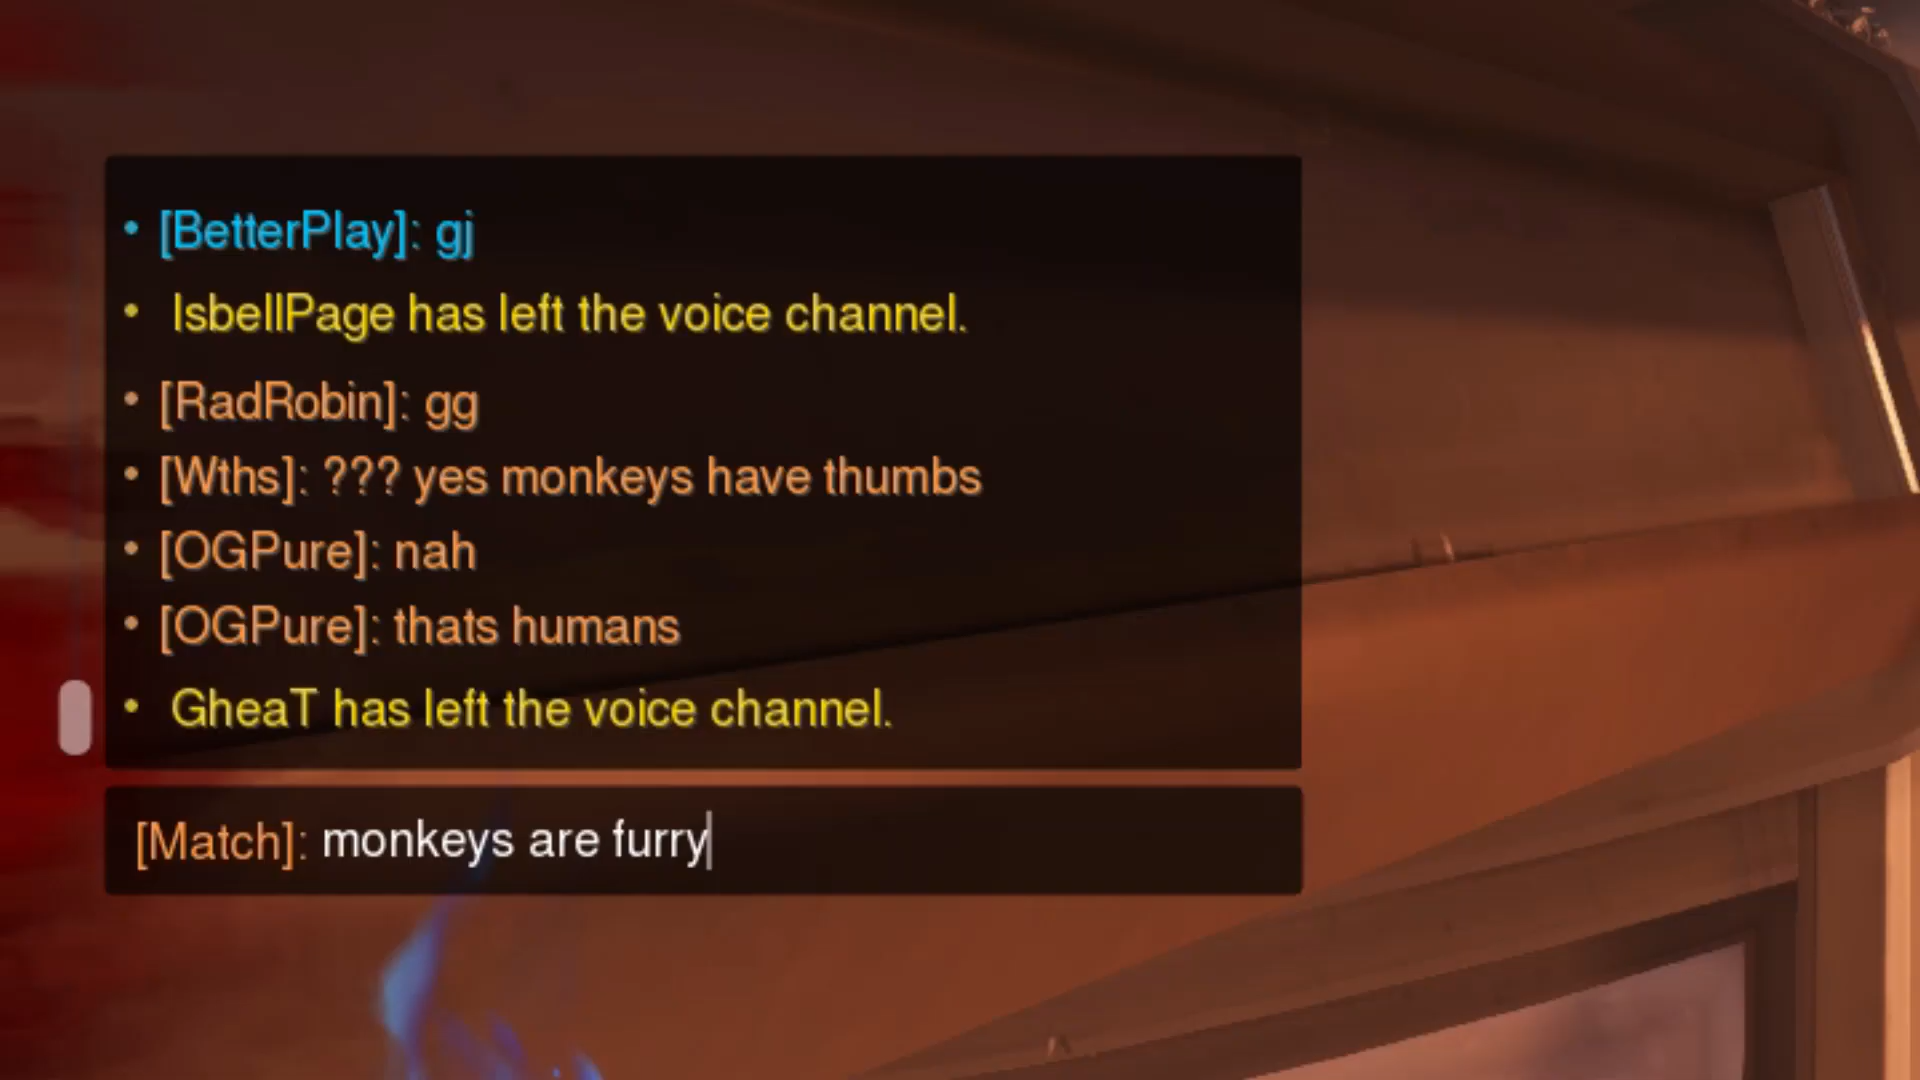 • [BetterPlay]: gj
• IsbellPage has left the voice channel.
• [RadRobin]: gg
• [Wths]: ??? yes monkeys have thumbs
• [OGPure]: nah
• [OGPure]: thats humans
• GheaT has left the voice channel.
[Match]: monkeys are furry